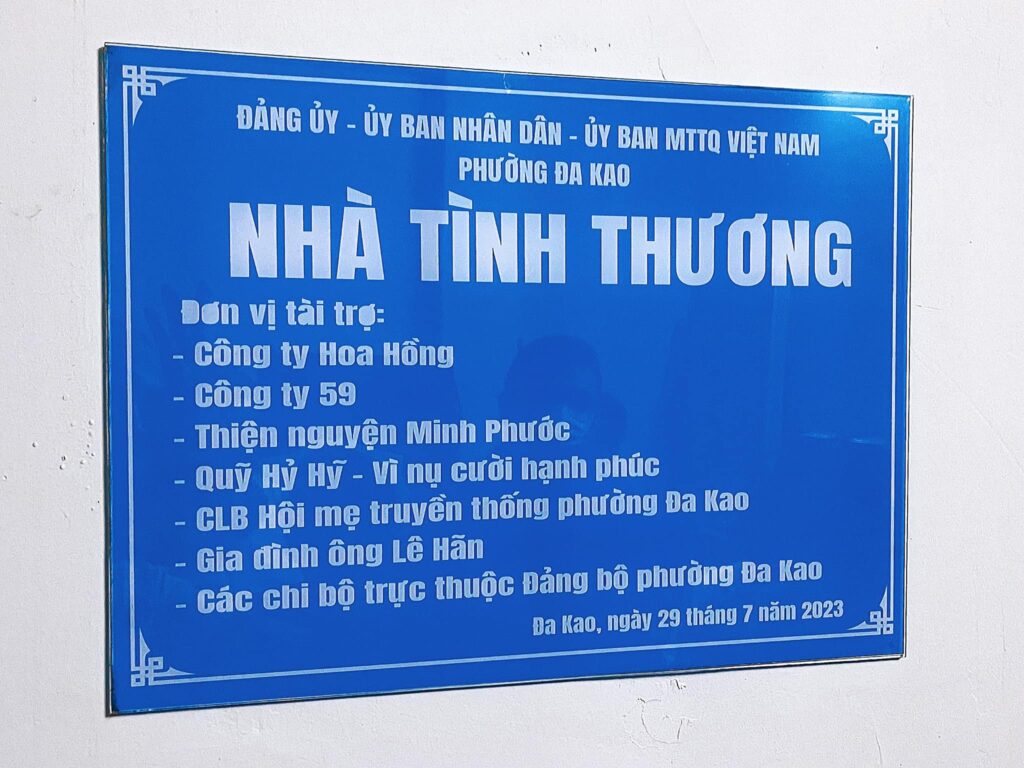 ĐẢNG ỦY - ỦY BAN NHÂN DÂN - ỦY BAN MTTQ VIỆT NAM
PHƯỜNG ĐA KAO
NHÀ TÌNH THƯƠNG
Đơn vị tài trợ:
- Công ty Hoa Hồng
- Công ty 59
- Thiện nguyện Minh Phước
- Quỹ Hỷ Hỹ - Vì nụ cười hạnh phúc
- CLB Hội mẹ truyền thống phường Đa Kao
- Gia đình ông Lê Hãn
- Các chi bộ trực thuộc Đảng bộ phường Đa Kao
Đa Kao, ngày 29 tháng 7 năm 2023